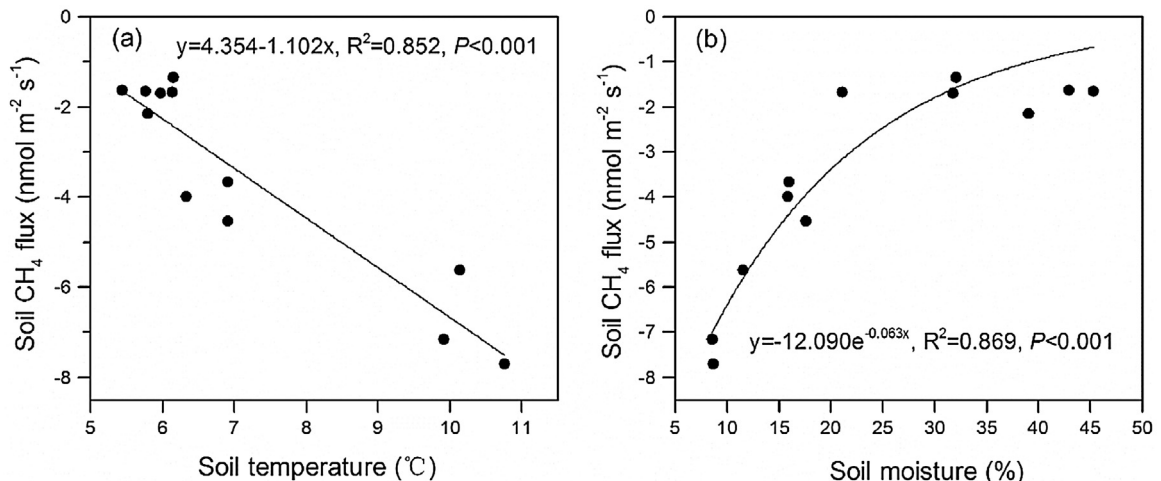 (a)
y=4.354-1.102x, R²=0.852, P<0.001
Soil CH₄ flux (nmol m⁻² s⁻¹)
0
-2
-4
-6
-8
5 6 7 8 9 10 11
Soil temperature (℃)
(b)
Soil CH₄ flux (nmol m⁻² s⁻¹)
0
-1
-2
-3
-4
-5
-6
-7
-8
y=-12.090e⁻⁰·⁰⁶³ˣ, R²=0.869, P<0.001
5 10 15 20 25 30 35 40 45 50
Soil moisture (%)